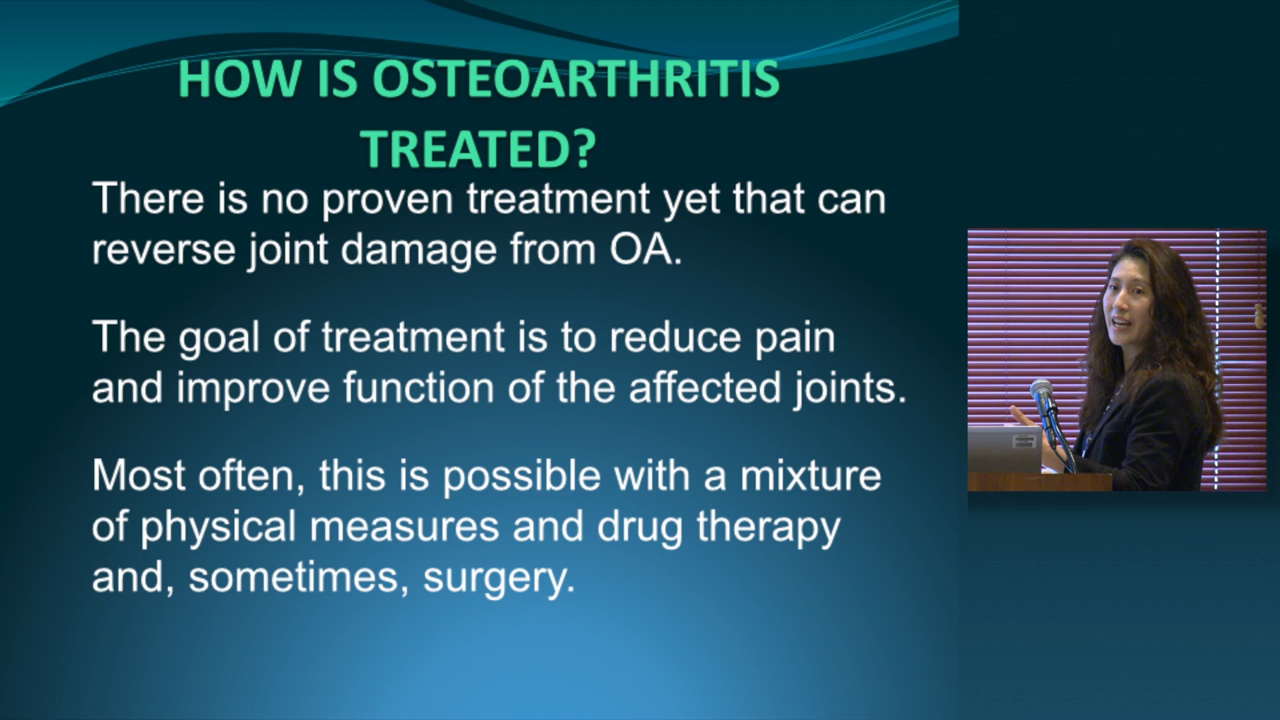 HOW IS OSTEOARTHRITIS
TREATED?
There is no proven treatment yet that can
reverse joint damage from OA.
The goal of treatment is to reduce pain
and improve function of the affected joints.
Most often, this is possible with a mixture
of physical measures and drug therapy
and, sometimes, surgery.